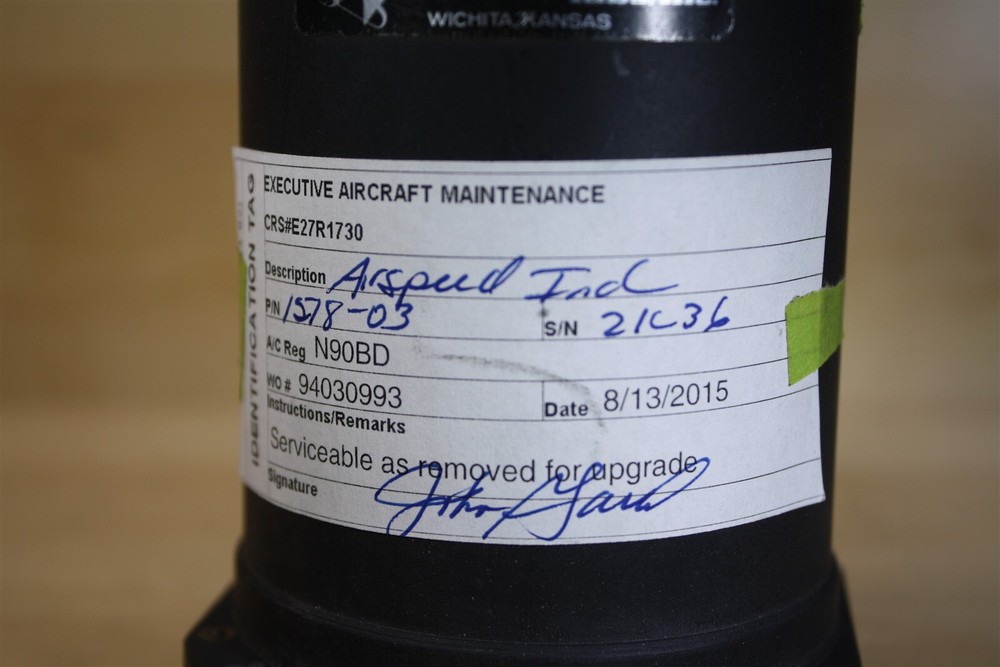 WICHITA, KANSAS
IDENTIFICATION TAG
EXECUTIVE AIRCRAFT MAINTENANCE
CRS#E27R1730
Description Airspeed Ind
P/N 1578-03 S/N 21C36
A/C Reg N90BD
WO # 94030993 Date 8/13/2015
Instructions/Remarks
Serviceable as removed for upgrade
Signature John